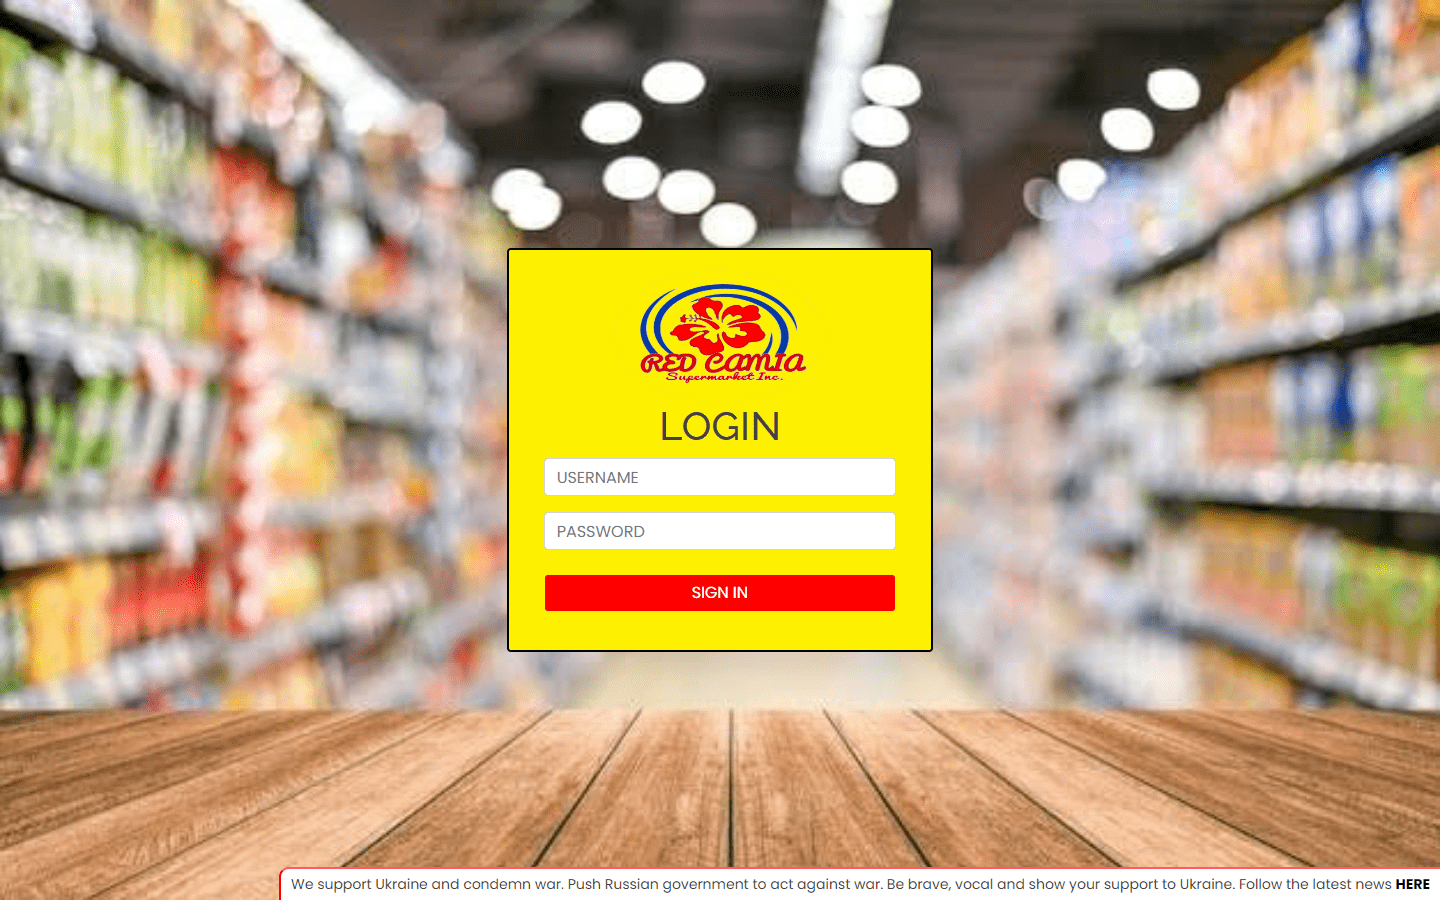 RED CAMIA
Supermarket Inc.
LOGIN
USERNAME
PASSWORD
SIGN IN
We support Ukraine and condemn war. Push Russian government to act against war. Be brave, vocal and show your support to Ukraine. Follow the latest news HERE